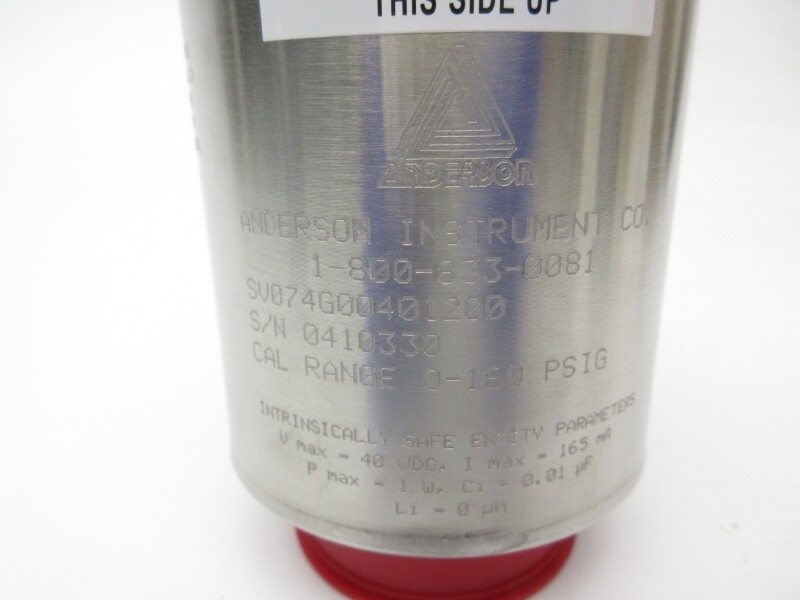 THIS SIDE UP
ANDERSON
ANDERSON INSTRUMENT CO.
1-800-833-0081
SV074G00401200
S/N 0410330
CAL RANGE 0-160 PSIG
INTRINSICALLY SAFE ENTITY PARAMETERS
V max = 40 VDC, I max = 165 mA
P max = 1 W, Ci = 0.01 µF
Li = 0 µH